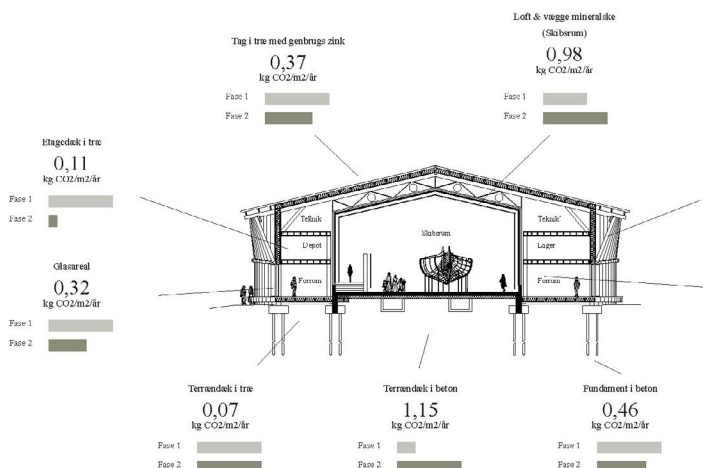 Loft & vægge mineralske
(Skibsrum)
0,98
kg CO2/m2/år
Fase 1
Fase 2
Tag i træ med genbrugs zink
0,37
kg CO2/m2/år
Fase 1
Fase 2
Etagedæk i træ
0,11
kg CO2/m2/år
Fase 1
Fase 2
Glasareal
0,32
kg CO2/m2/år
Fase 1
Fase 2
Teknik
Depot
Forrum
Skibsrum
Teknik
Lager
Forrum
Terrændæk i træ
0,07
kg CO2/m2/år
Fase 1
Fase 2
Terrændæk i beton
1,15
kg CO2/m2/år
Fase 1
Fase 2
Fundament i beton
0,46
kg CO2/m2/år
Fase 1
Fase 2